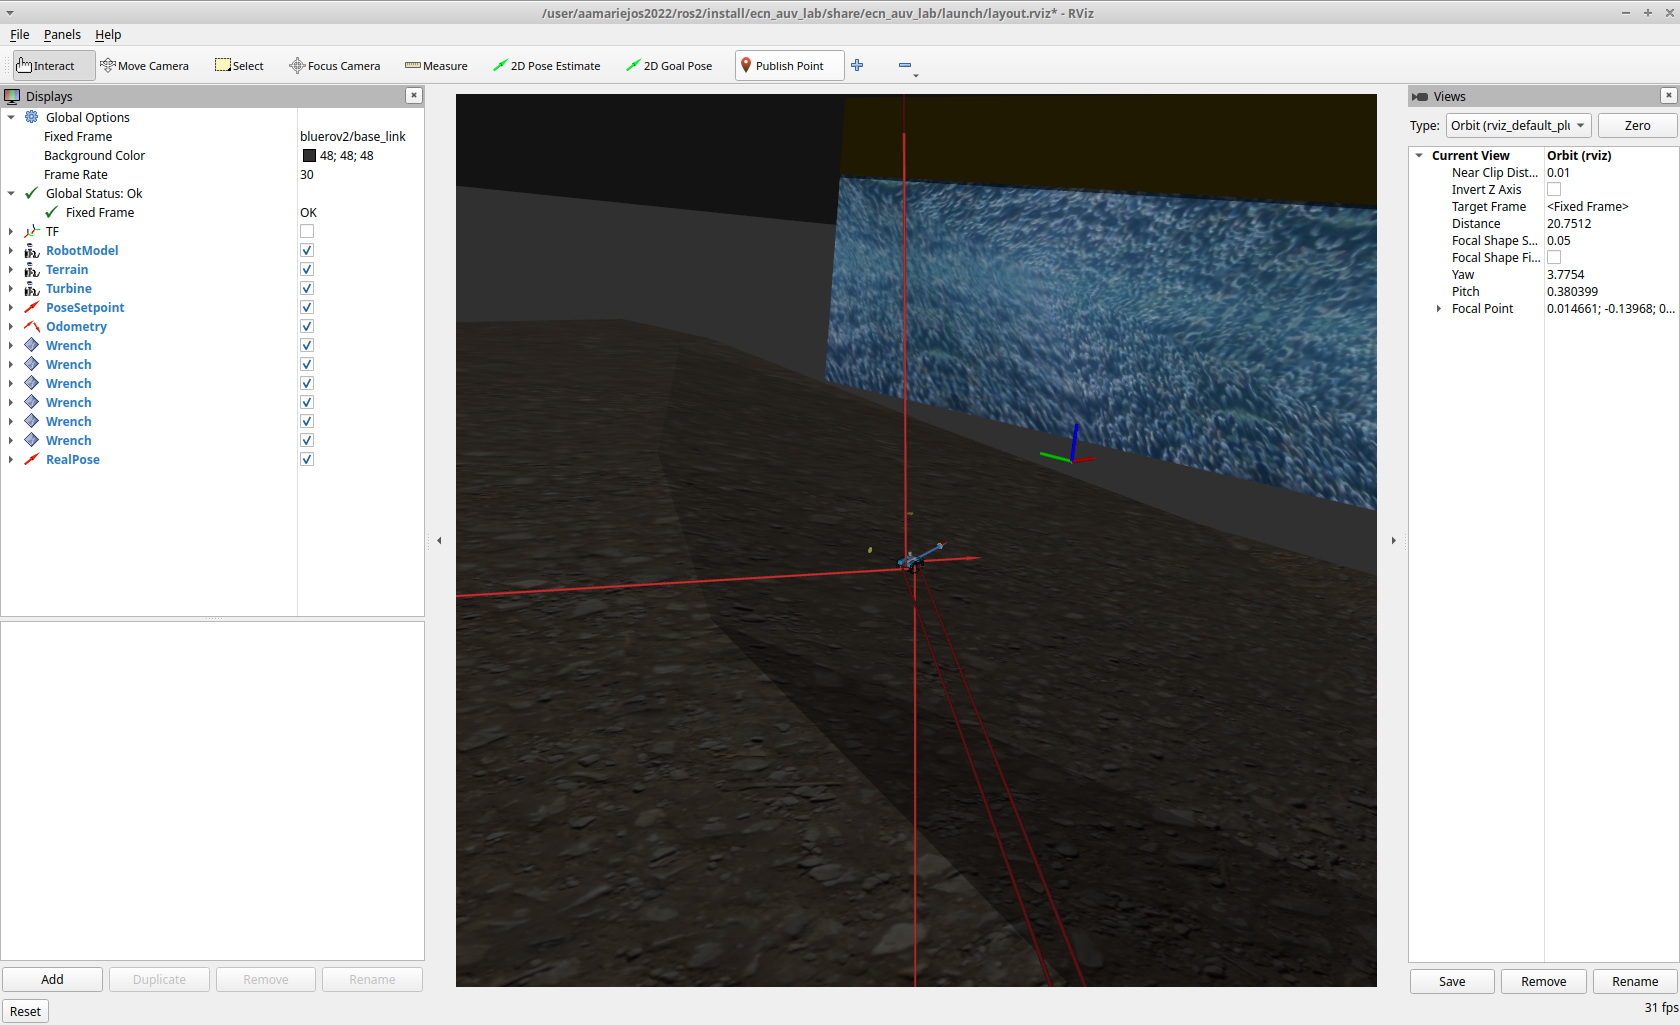 /user/aamariejos2022/ros2/install/ecn_auv_lab/share/ecn_auv_lab/launch/layout.rviz* - RViz
File Panels Help
Interact Move Camera Select Focus Camera Measure 2D Pose Estimate 2D Goal Pose Publish Point
Displays
Global Options
Fixed Frame bluerov2/base_link
Background Color 48; 48; 48
Frame Rate 30
Global Status: Ok
Fixed Frame OK
TF
RobotModel
Terrain
Turbine
PoseSetpoint
Odometry
Wrench
Wrench
Wrench
Wrench
Wrench
Wrench
RealPose
Add Duplicate Remove Rename
Reset
Views
Type: Orbit (rviz_default_plu Zero
Current View Orbit (rviz)
Near Clip Dist... 0.01
Invert Z Axis
Target Frame <Fixed Frame>
Distance 20.7512
Focal Shape S... 0.05
Focal Shape Fi...
Yaw 3.7754
Pitch 0.380399
Focal Point 0.014661; -0.13968; 0...
Save Remove Rename
31 fps